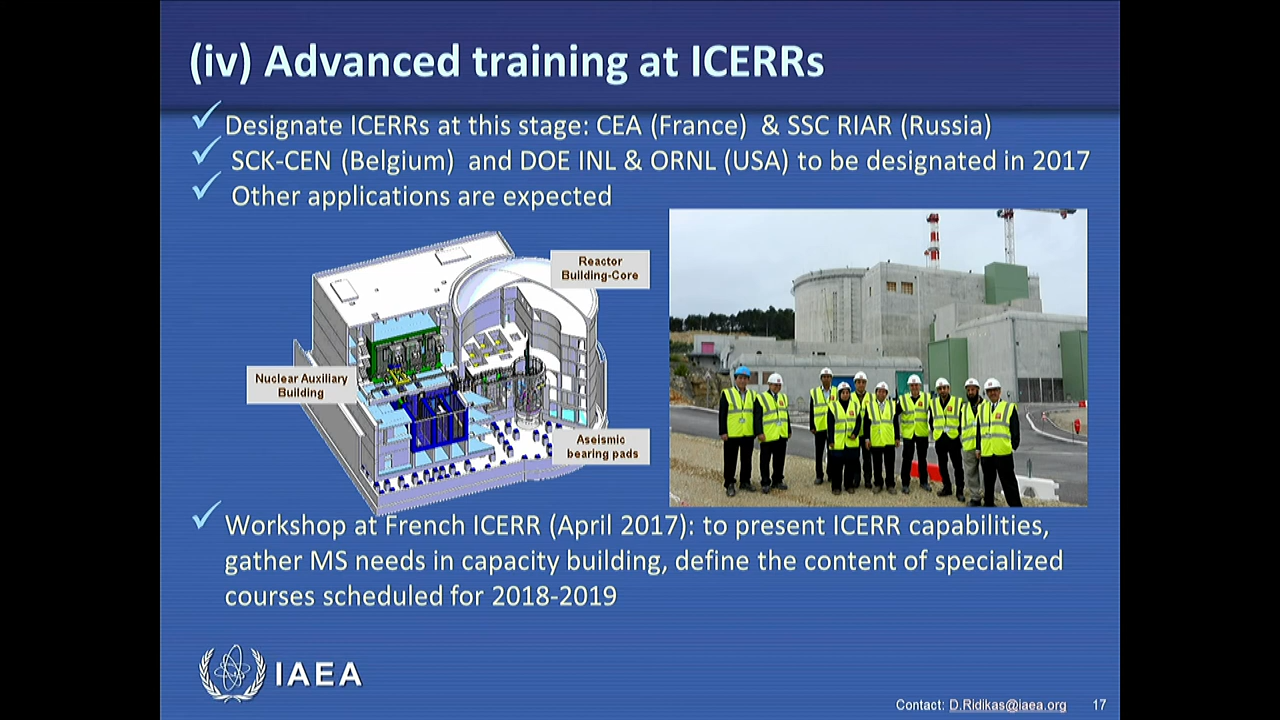 (iv) Advanced training at ICERRs
Designate ICERRs at this stage: CEA (France) & SSC RIAR (Russia)
SCK-CEN (Belgium) and DOE INL & ORNL (USA) to be designated in 2017
Other applications are expected
Reactor
Building-Core
Nuclear Auxiliary
Building
Aseismic
bearing pads
Workshop at French ICERR (April 2017): to present ICERR capabilities,
gather MS needs in capacity building, define the content of specialized
courses scheduled for 2018-2019
IAEA
Contact: D.Ridikas@iaea.org 17